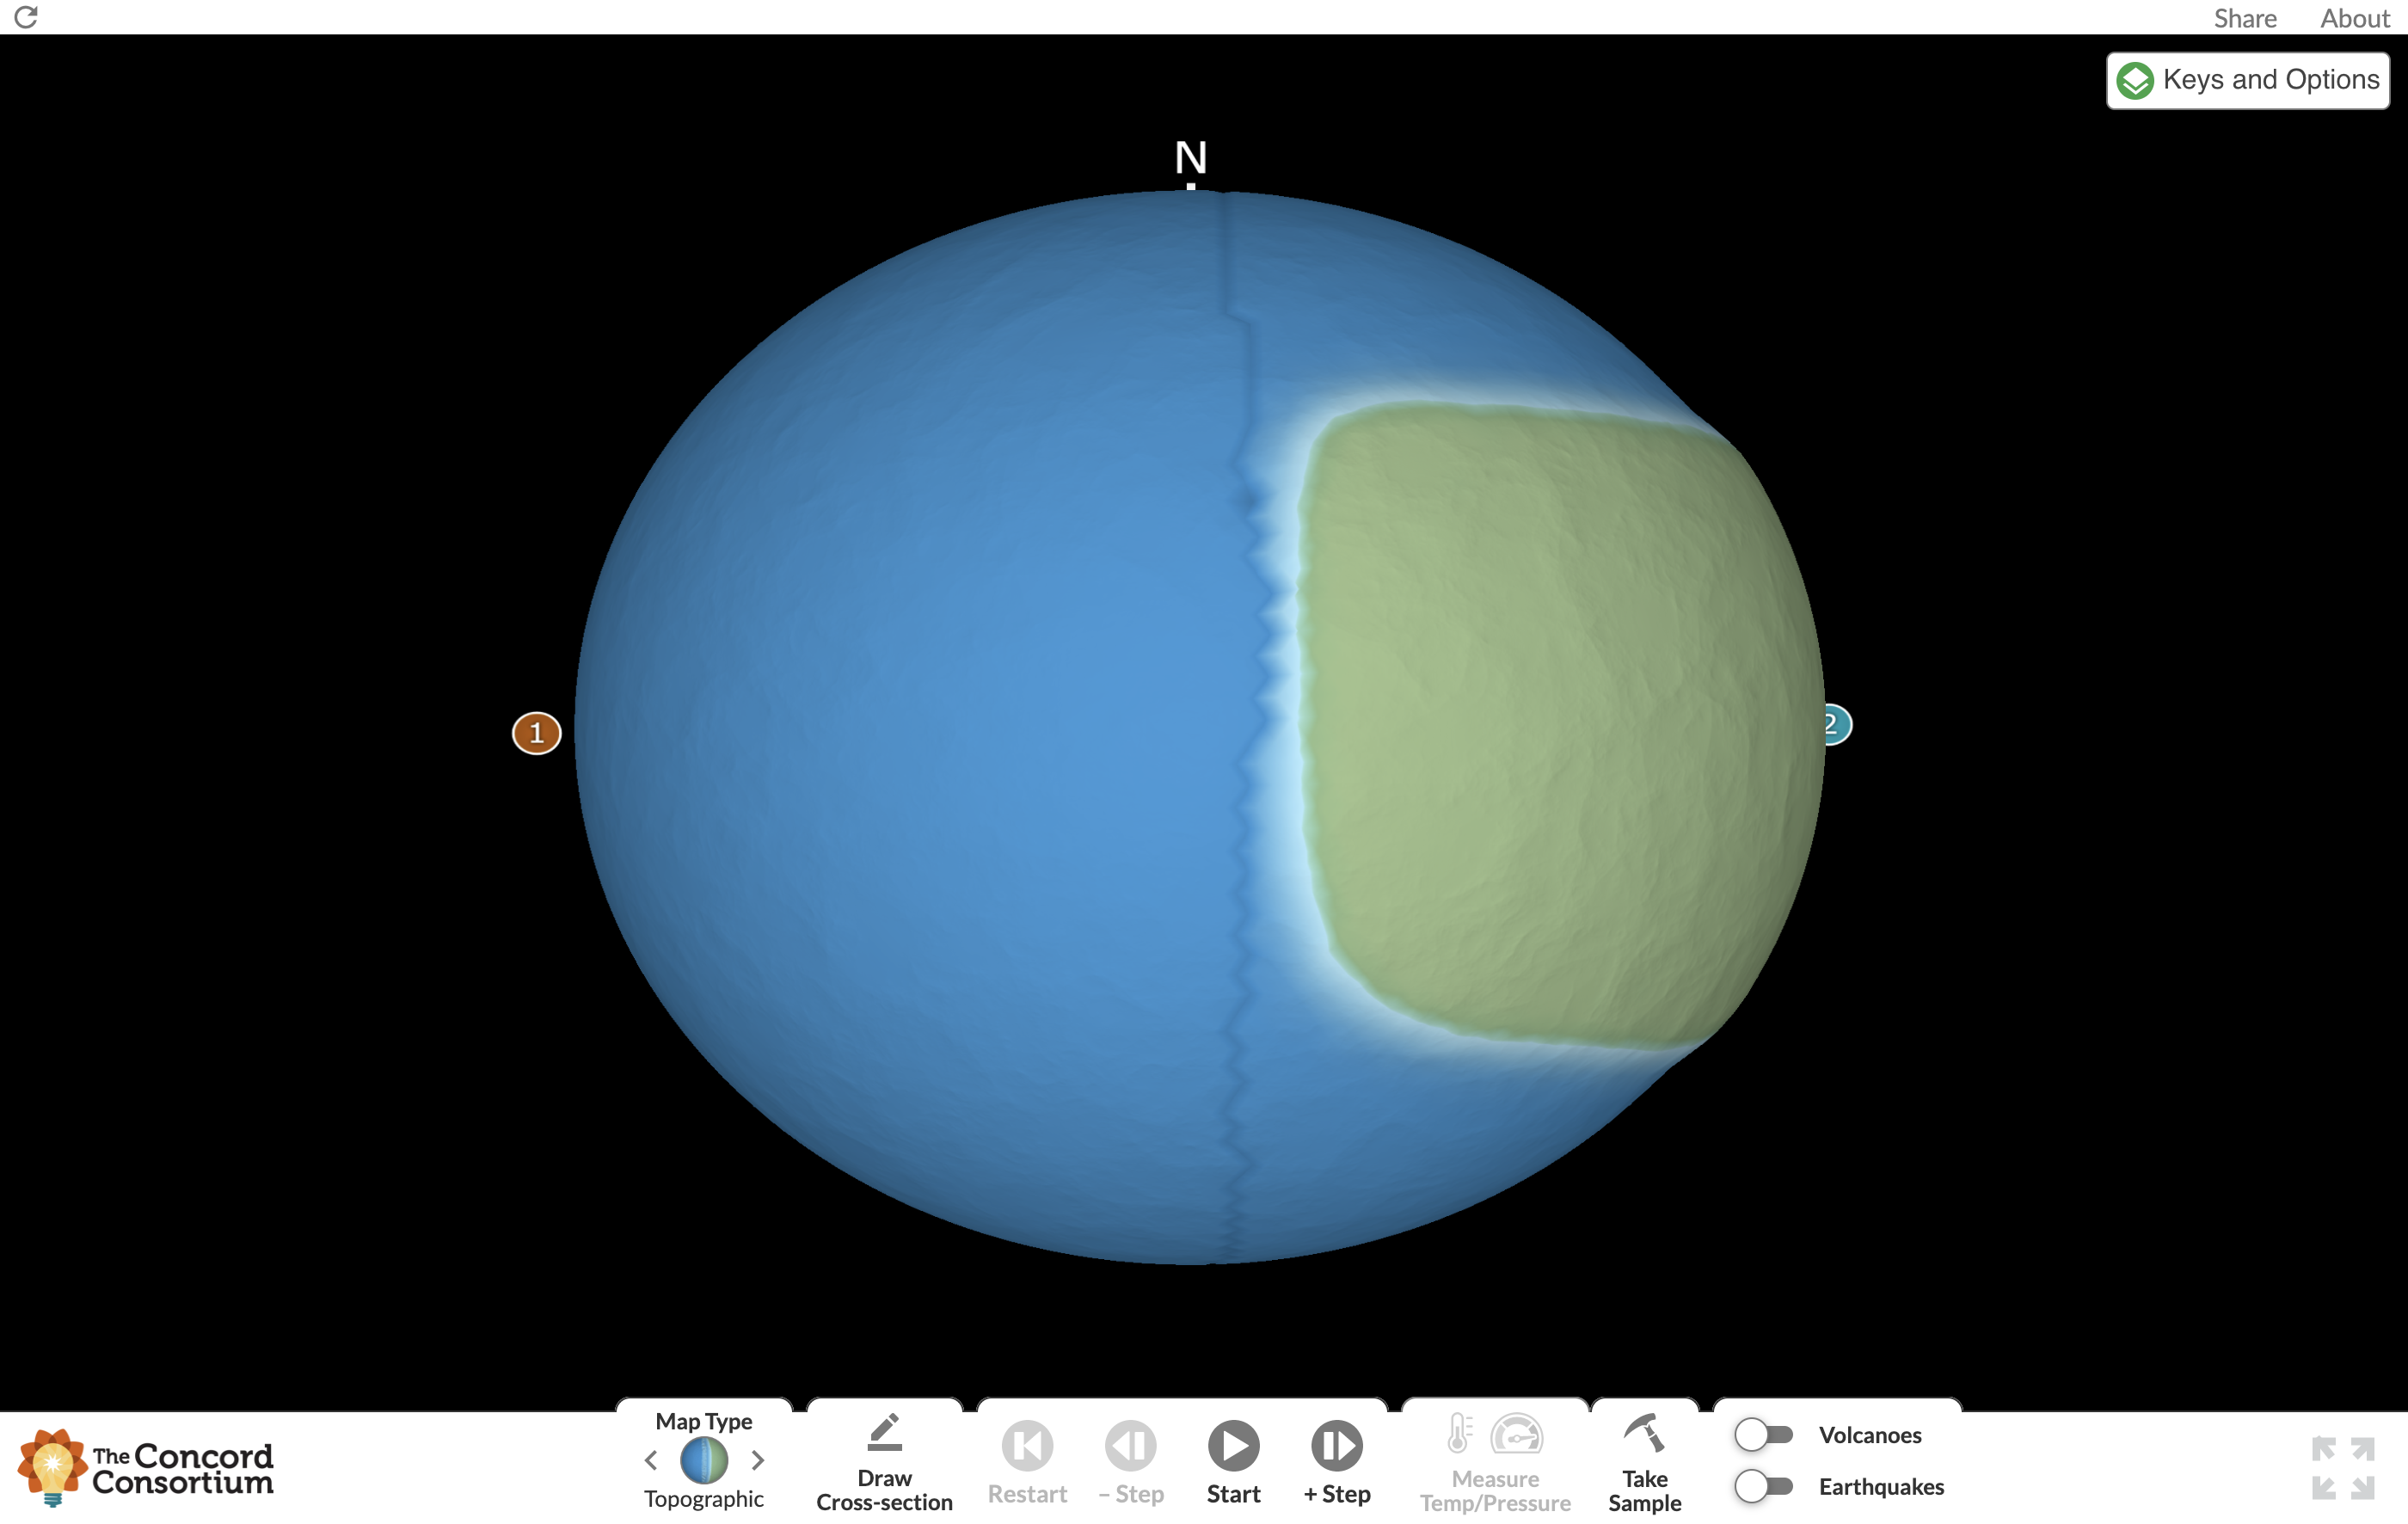 Share About
Keys and Options
N
1
2
Map Type
Topographic
Draw
Cross-section
Restart
– Step
Start
+ Step
Measure
Temp/Pressure
Take
Sample
Volcanoes
Earthquakes
The Concord
Consortium